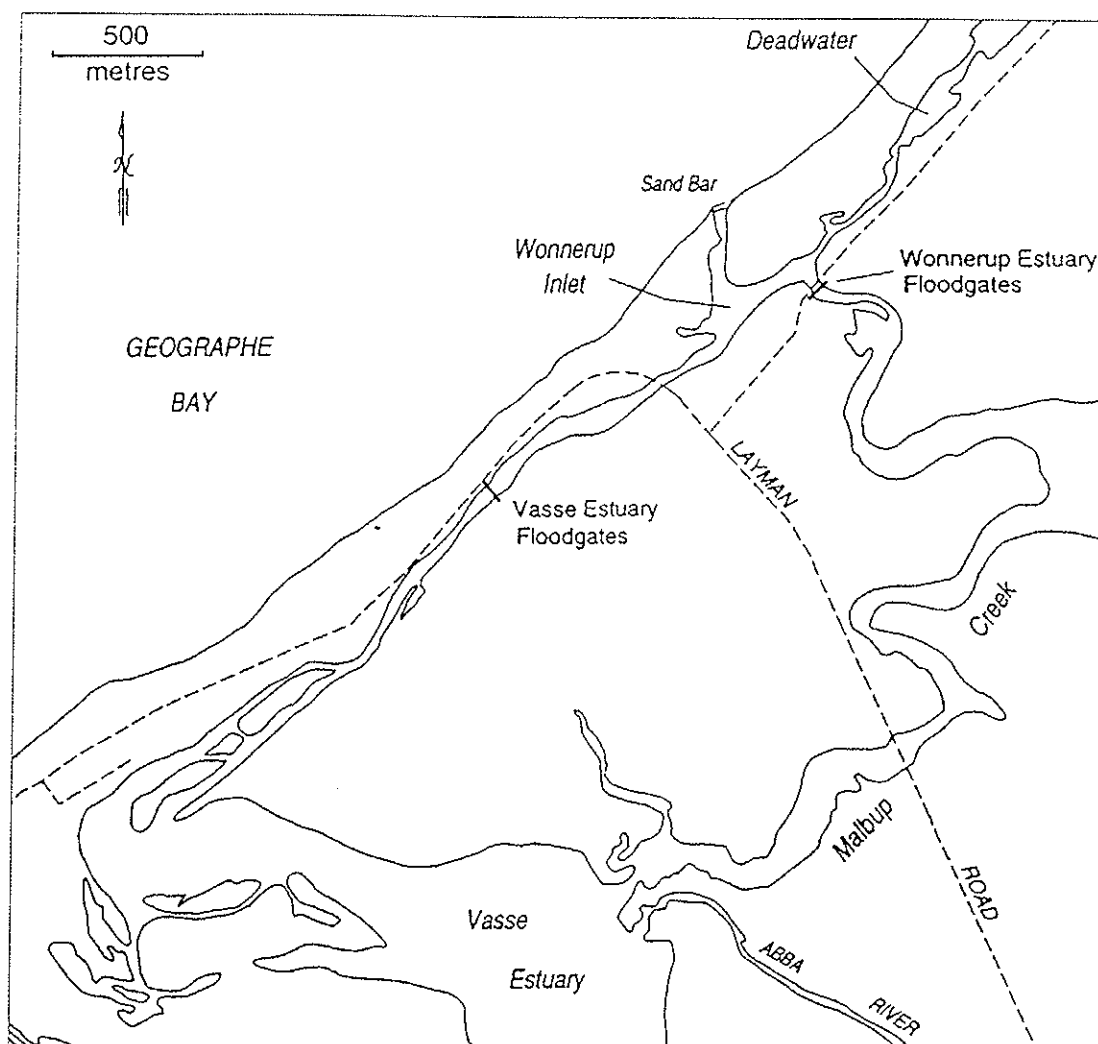 500
metres
N
Deadwater
Sand Bar
Wonnerup
Inlet
Wonnerup Estuary
Floodgates
GEOGRAPHE
BAY
LAYMAN
Vasse Estuary
Floodgates
Creek
Malbup
ROAD
Vasse
Estuary
ABBA
RIVER